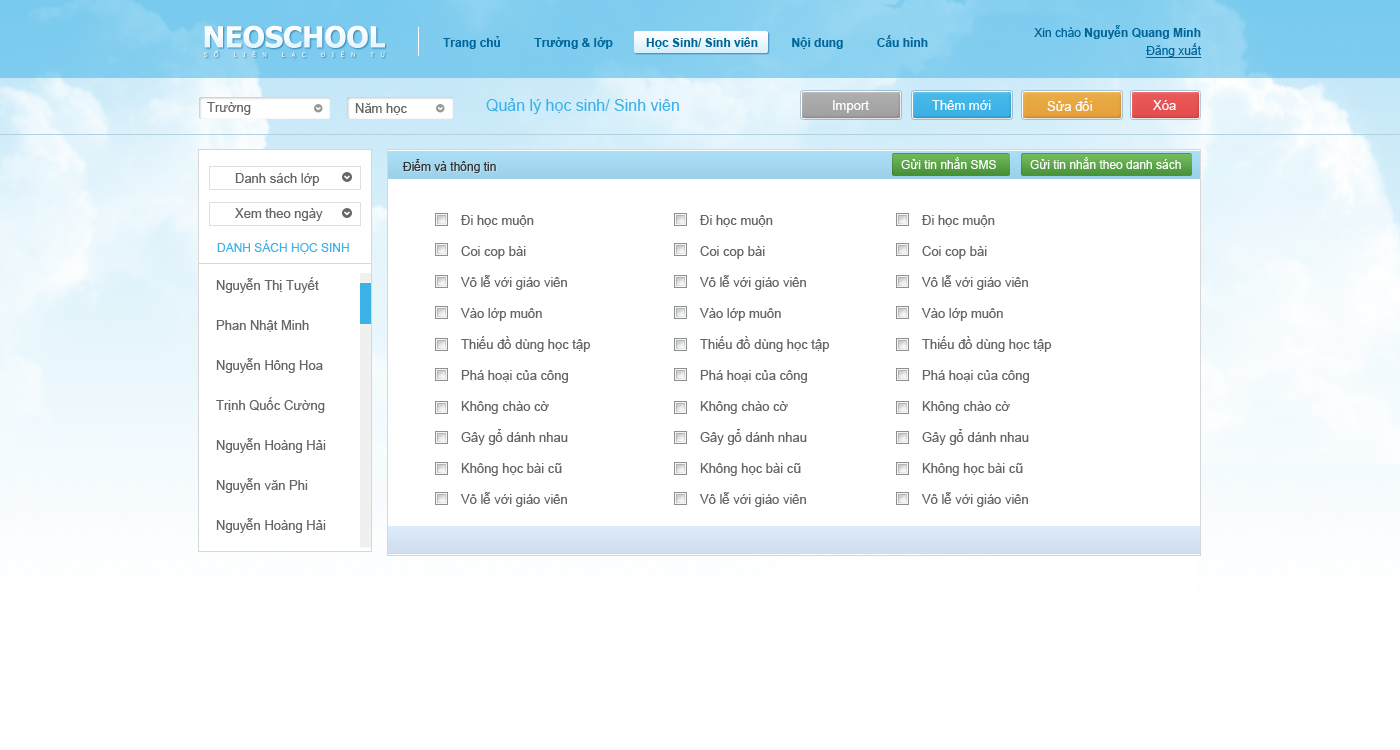 NEOSCHOOL
SỔ LIÊN LẠC ĐIỆN TỬ
Trang chủ Trường & lớp Học Sinh/ Sinh viên Nội dung Cấu hình
Xin chào Nguyễn Quang Minh
Đăng xuất
Trường Năm học Quản lý học sinh/ Sinh viên Import Thêm mới Sửa đổi Xóa
Danh sách lớp
Xem theo ngày
DANH SÁCH HỌC SINH
Nguyễn Thị Tuyết
Phan Nhật Minh
Nguyễn Hông Hoa
Trịnh Quốc Cường
Nguyễn Hoàng Hải
Nguyễn văn Phi
Nguyễn Hoàng Hải
Điểm và thông tin Gửi tin nhắn SMS Gửi tin nhắn theo danh sách
Đi học muộn Đi học muộn Đi học muộn
Coi cop bài Coi cop bài Coi cop bài
Vô lễ với giáo viên Vô lễ với giáo viên Vô lễ với giáo viên
Vào lớp muôn Vào lớp muôn Vào lớp muôn
Thiếu đồ dùng học tập Thiếu đồ dùng học tập Thiếu đồ dùng học tập
Phá hoại của công Phá hoại của công Phá hoại của công
Không chào cờ Không chào cờ Không chào cờ
Gây gổ dánh nhau Gây gổ dánh nhau Gây gổ dánh nhau
Không học bài cũ Không học bài cũ Không học bài cũ
Vô lễ với giáo viên Vô lễ với giáo viên Vô lễ với giáo viên